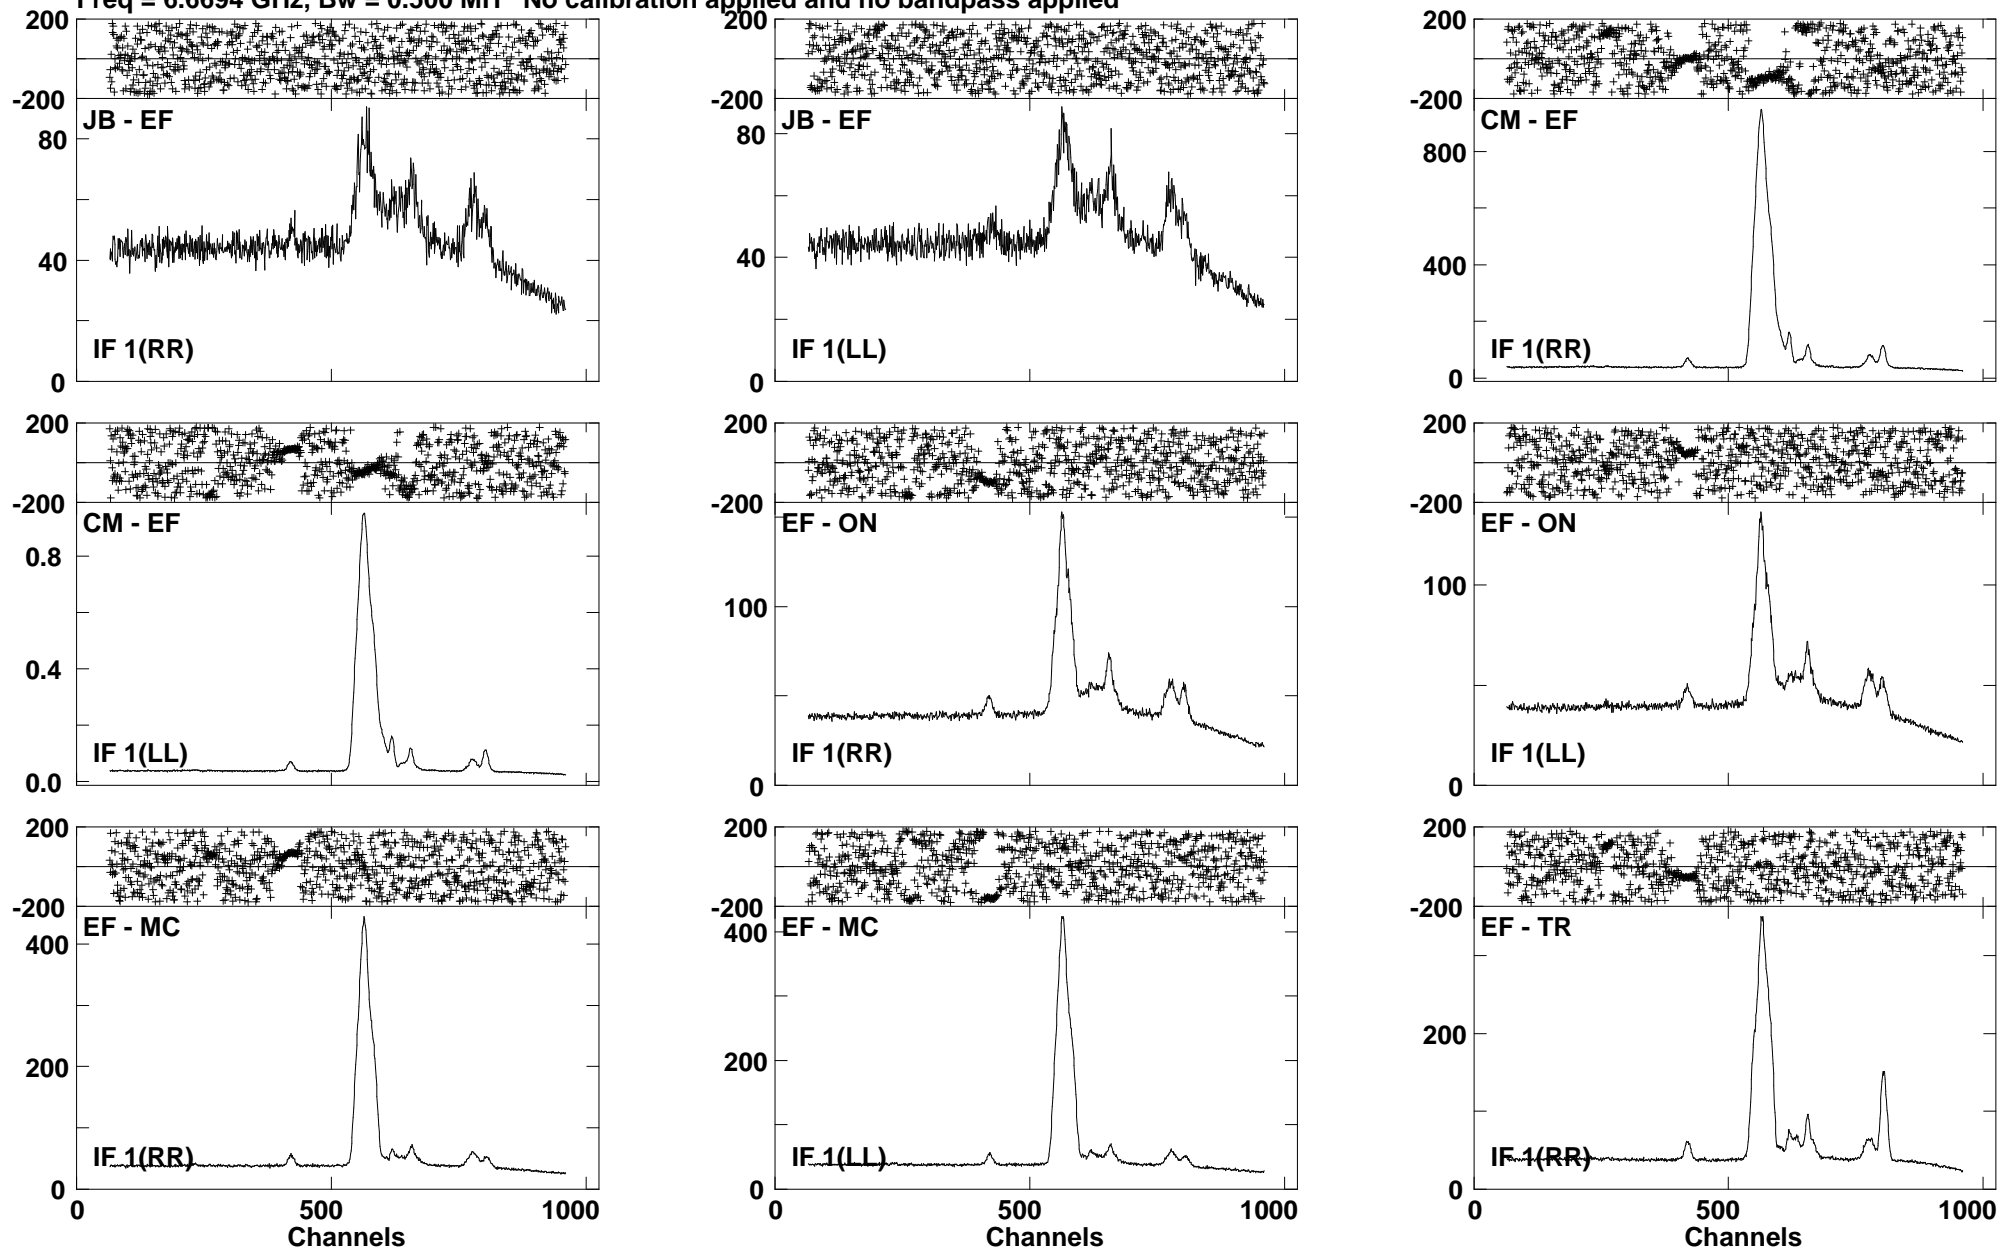 Freq = 6.6694 GHz, Bw = 0.500 MH No calibration applied and no bandpass applied
200
-200
JB - EF
80
40
0
IF 1(RR)
200
-200
JB - EF
80
40
0
IF 1(LL)
200
-200
CM - EF
800
400
0
IF 1(RR)
200
-200
CM - EF
0.8
0.4
0.0
IF 1(LL)
200
-200
EF - ON
100
0
IF 1(RR)
200
-200
EF - ON
100
0
IF 1(LL)
200
-200
EF - MC
400
200
0
IF 1(RR)
0 500 1000
Channels
200
-200
EF - MC
400
200
0
IF 1(LL)
0 500 1000
Channels
200
-200
EF - TR
200
0
IF 1(RR)
0 500 1000
Channels